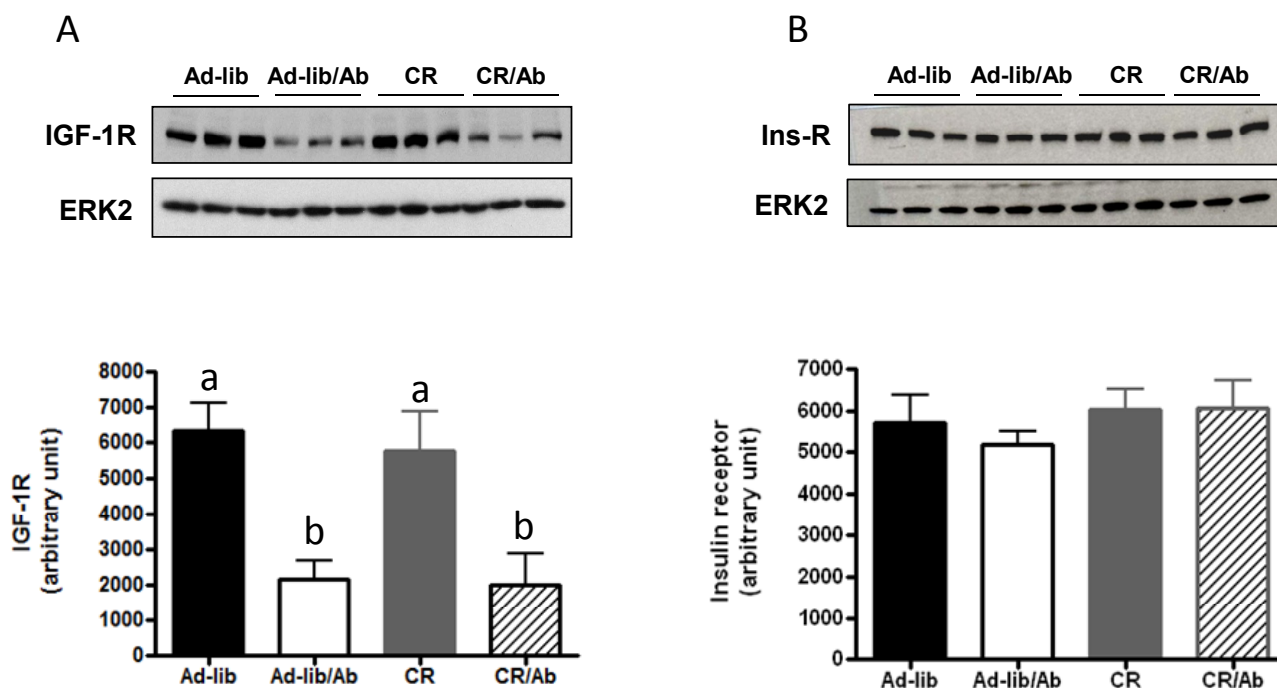 A
Ad-lib Ad-lib/Ab CR CR/Ab
IGF-1R
ERK2
8000
7000
6000
5000
4000
3000
2000
1000
0
IGF-1R
(arbitrary unit)
a
b
a
b
Ad-lib Ad-lib/Ab CR CR/Ab
B
Ad-lib Ad-lib/Ab CR CR/Ab
Ins-R
ERK2
7000
6000
5000
4000
3000
2000
1000
0
Insulin receptor
(arbitrary unit)
Ad-lib Ad-lib/Ab CR CR/Ab